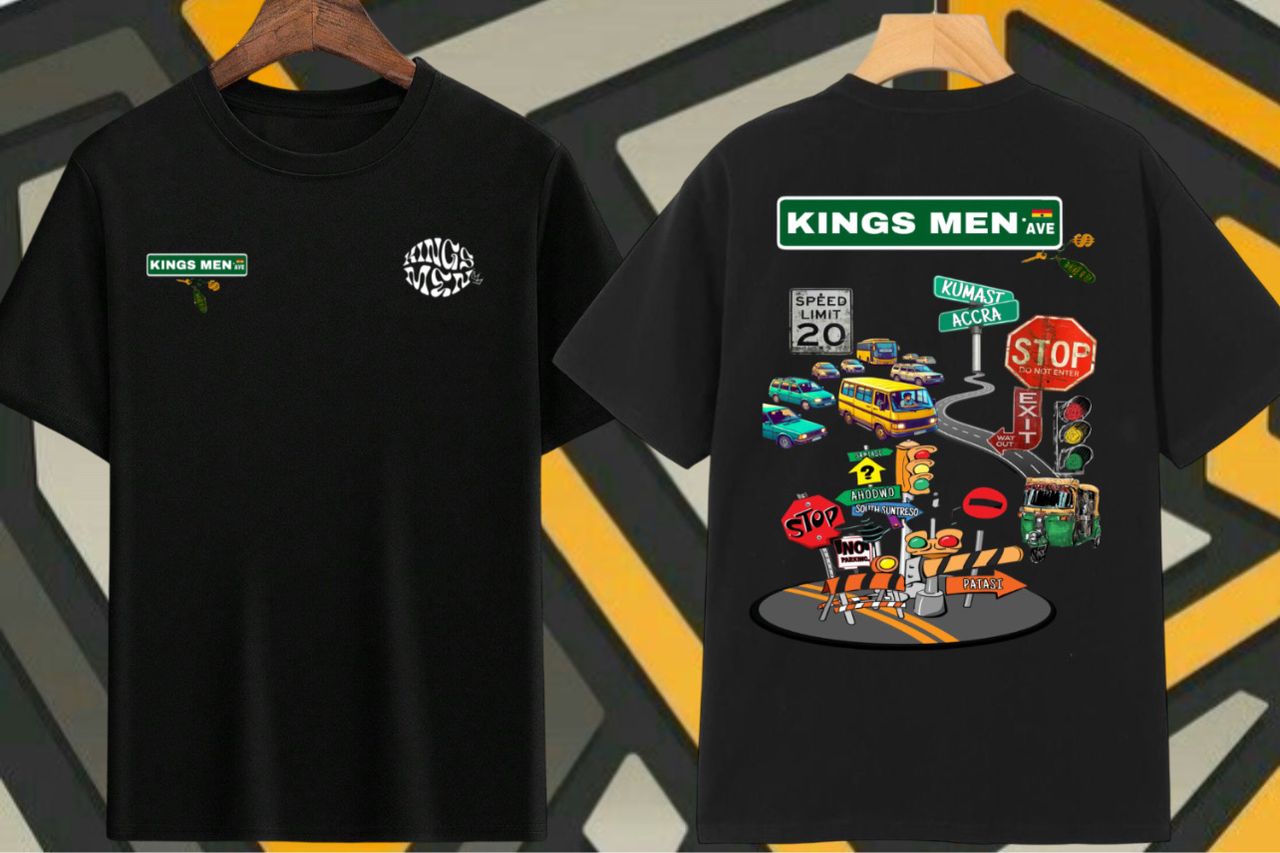 KINGS MEN AVE
KINGS
MEN
KINGS MEN AVE
SPEED
LIMIT
20
KUMAST
ACCRA
STOP
DO NOT ENTER
EXIT
WAY
OUT
?
AHODWO
SOUTH SUNTRESO
STOP
NO
PARKING
PATASI